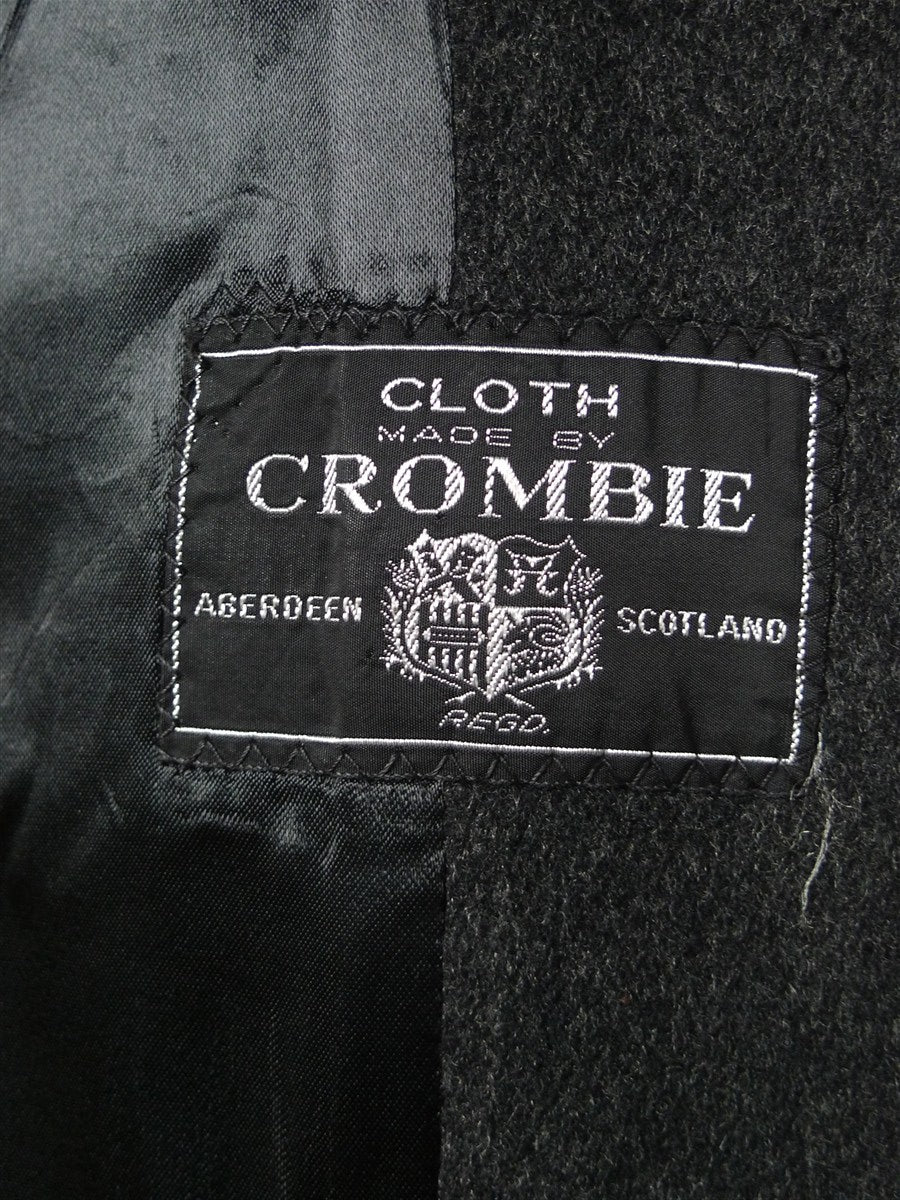 CLOTH
MADE BY
CROMBIE
ABERDEEN SCOTLAND
REGD.